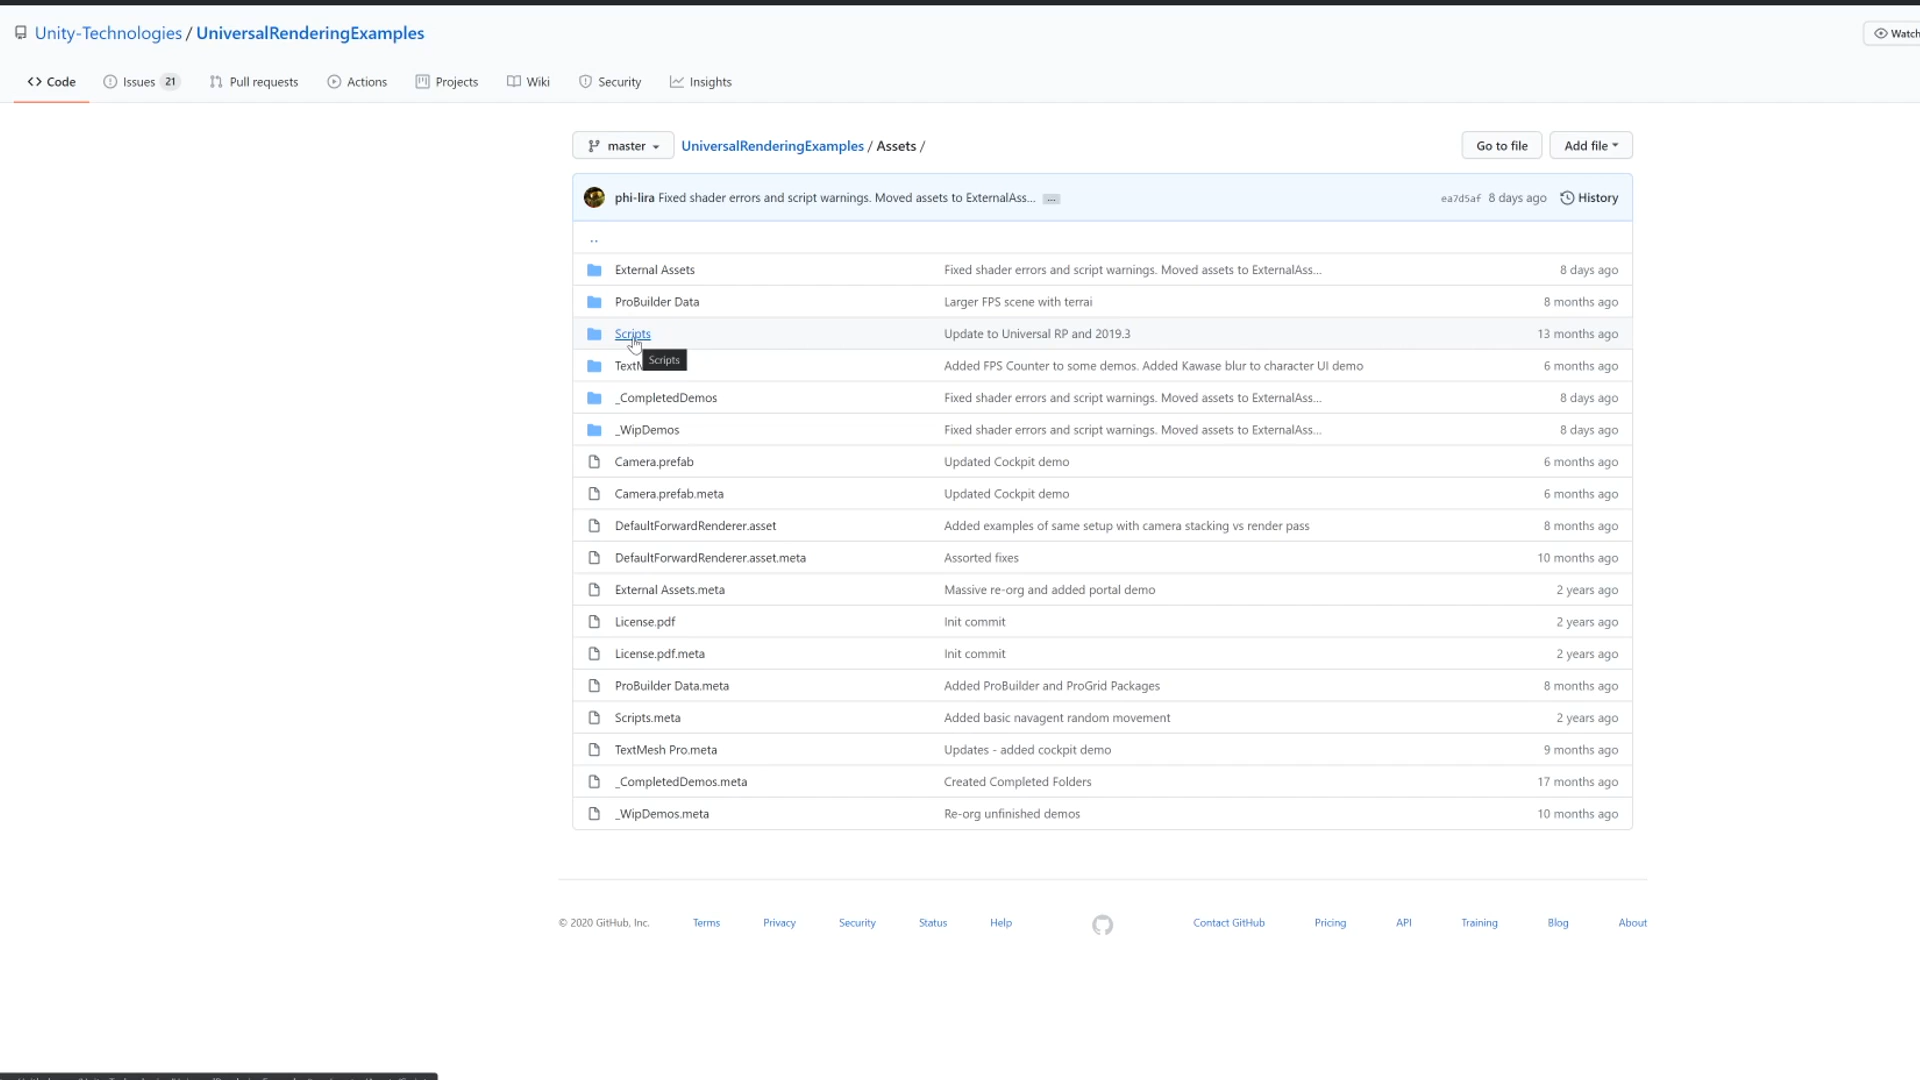 Unity-Technologies / UniversalRenderingExamples
Watch
Code
Issues 21
Pull requests
Actions
Projects
Wiki
Security
Insights
master
UniversalRenderingExamples / Assets /
Go to file
Add file
phi-lira Fixed shader errors and script warnings. Moved assets to ExternalAss... ...
ea7d5af 8 days ago
History
..
External Assets Fixed shader errors and script warnings. Moved assets to ExternalAss... 8 days ago
ProBuilder Data Larger FPS scene with terrai 8 months ago
Scripts Update to Universal RP and 2019.3 13 months ago
Scripts
Added FPS Counter to some demos. Added Kawase blur to character UI demo 6 months ago
_CompletedDemos Fixed shader errors and script warnings. Moved assets to ExternalAss... 8 days ago
_WipDemos Fixed shader errors and script warnings. Moved assets to ExternalAss... 8 days ago
Camera.prefab Updated Cockpit demo 6 months ago
Camera.prefab.meta Updated Cockpit demo 6 months ago
DefaultForwardRenderer.asset Added examples of same setup with camera stacking vs render pass 8 months ago
DefaultForwardRenderer.asset.meta Assorted fixes 10 months ago
External Assets.meta Massive re-org and added portal demo 2 years ago
License.pdf Init commit 2 years ago
License.pdf.meta Init commit 2 years ago
ProBuilder Data.meta Added ProBuilder and ProGrid Packages 8 months ago
Scripts.meta Added basic navagent random movement 2 years ago
TextMesh Pro.meta Updates - added cockpit demo 9 months ago
_CompletedDemos.meta Created Completed Folders 17 months ago
_WipDemos.meta Re-org unfinished demos 10 months ago
© 2020 GitHub, Inc. Terms Privacy Security Status Help Contact GitHub Pricing API Training Blog About